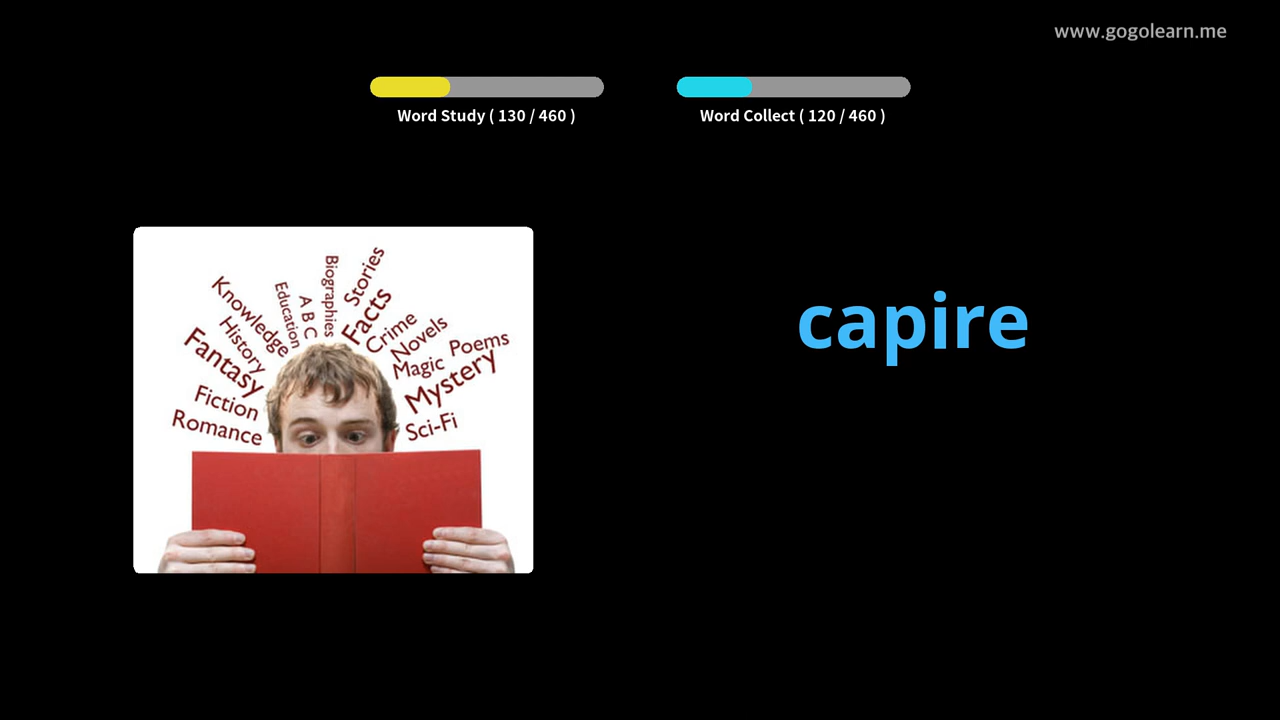 www.gogolearn.me
Word Study ( 130 / 460 )
Word Collect ( 120 / 460 )
Stories
Biographies
Facts
A B C
Education
Knowledge
Crime
Novels
History
Poems
Fantasy
Magic
Mystery
Fiction
Sci-Fi
Romance
capire